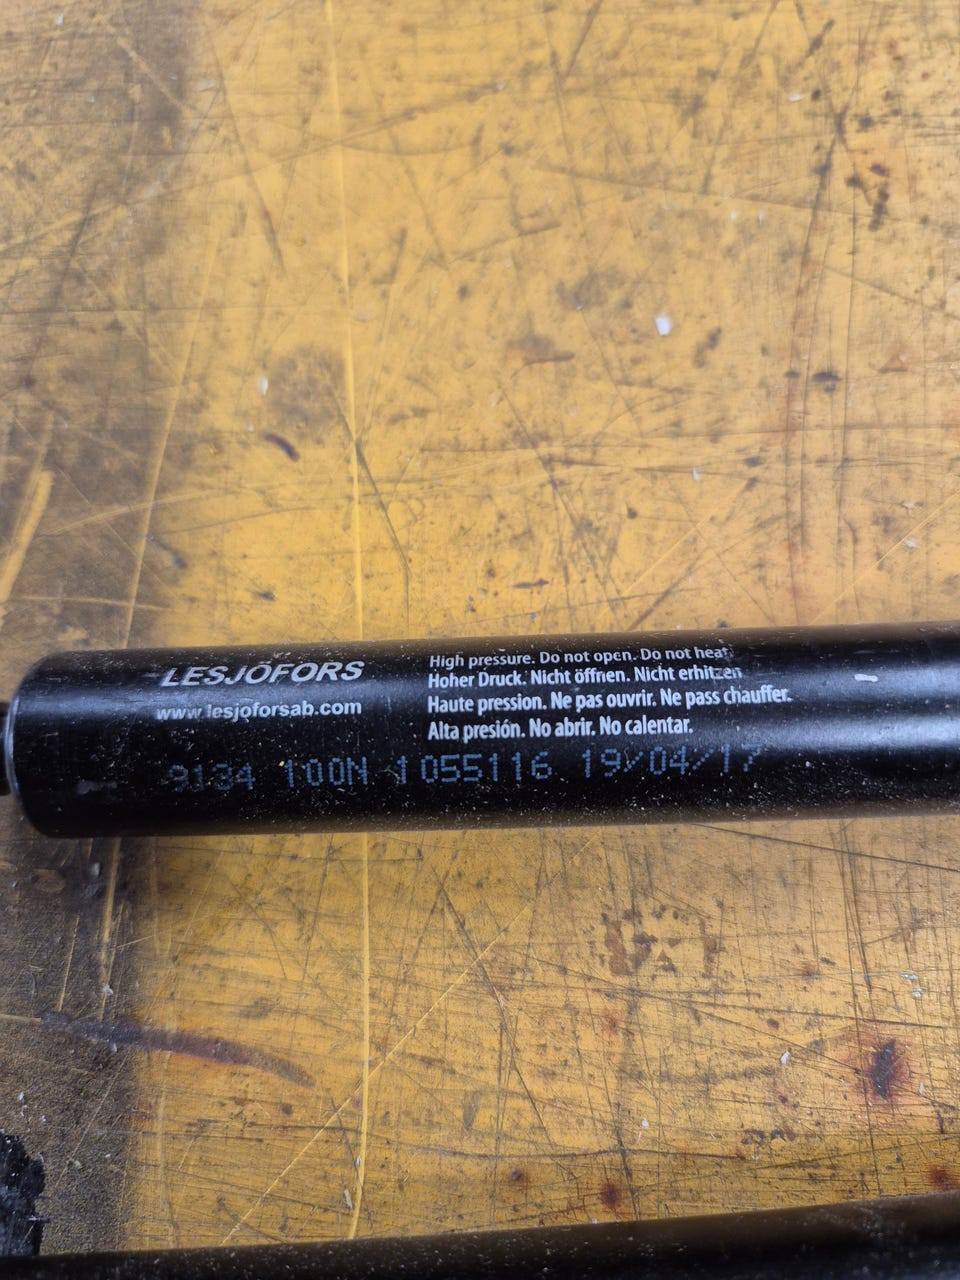 LESJÖFORS
www.lesjoforsab.com
High pressure. Do not open. Do not heat.
Hoher Druck. Nicht öffnen. Nicht erhitzen
Haute pression. Ne pas ouvrir. Ne pass chauffer.
Alta presión. No abrir. No calentar.
9134 100N 1055116 19/04/17